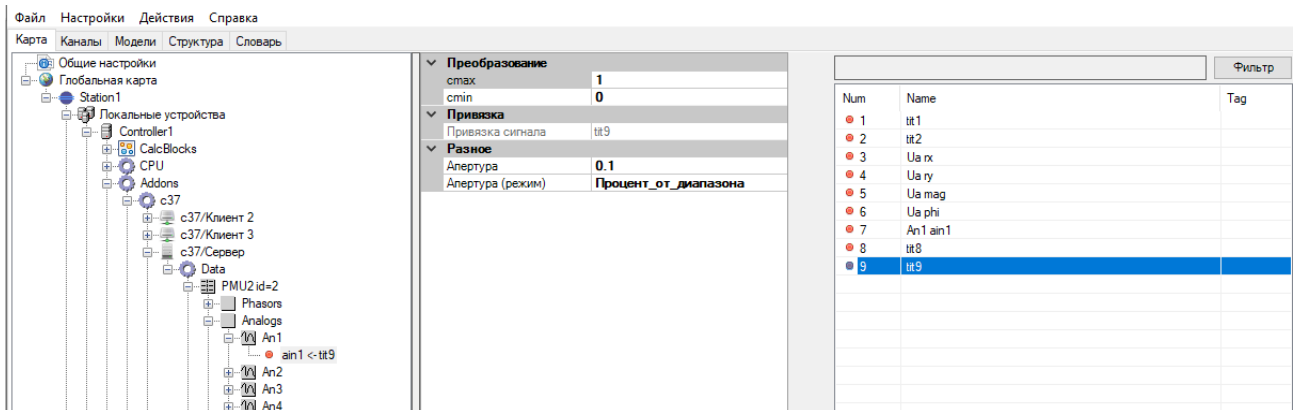 Файл Настройки Действия Справка
Карта Каналы Модели Структура Словарь
Общие настройки
Глобальная карта
Station1
Локальные устройства
Controller1
CalcBlocks
CPU
Addons
c37
c37/Клиент 2
c37/Клиент 3
c37/Сервер
Data
PMU2 id=2
Phasors
Analogs
An1
ain1 <- tit9
An2
An3
An4
Преобразование
cmax 1
cmin 0
Привязка
Привязка сигнала tit9
Разное
Апертура 0.1
Апертура (режим) Процент_от_диапазона
Фильтр
Num Name Tag
1 tit1
2 tit2
3 Ua rx
4 Ua ry
5 Ua mag
6 Ua phi
7 An1 ain1
8 tit8
9 tit9